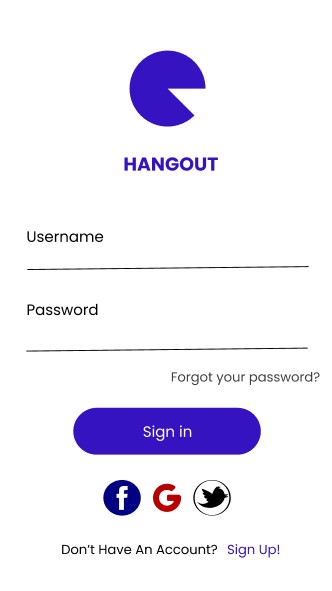 HANGOUT
Username
Password
Forgot your password?
Sign in
f G
Don’t Have An Account? Sign Up!